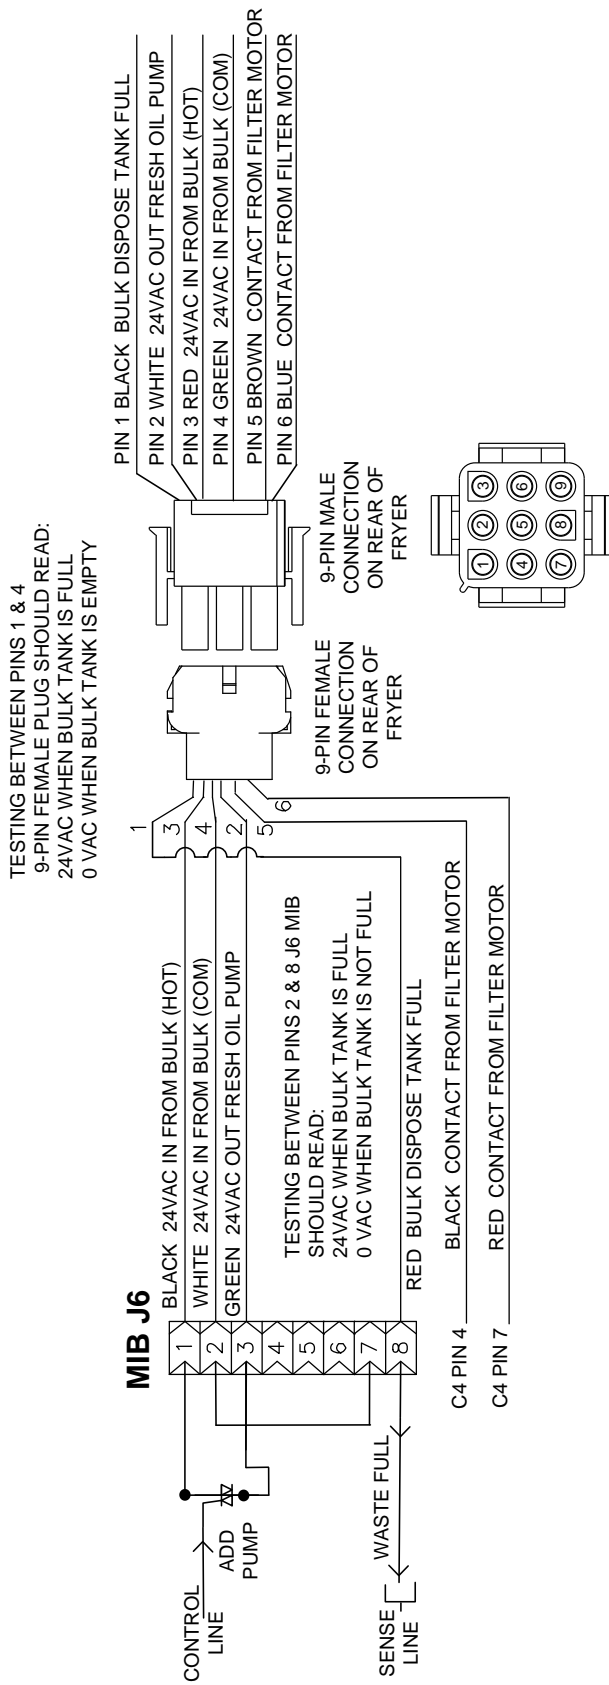 TESTING BETWEEN PINS 1 & 4
9-PIN FEMALE PLUG SHOULD READ:
24VAC WHEN BULK TANK IS FULL
0 VAC WHEN BULK TANK IS EMPTY
PIN 1 BLACK BULK DISPOSE TANK FULL
PIN 2 WHITE 24VAC OUT FRESH OIL PUMP
PIN 3 RED 24VAC IN FROM BULK (HOT)
PIN 4 GREEN 24VAC IN FROM BULK (COM)
PIN 5 BROWN CONTACT FROM FILTER MOTOR
PIN 6 BLUE CONTACT FROM FILTER MOTOR
MIB J6
BLACK 24VAC IN FROM BULK (HOT)
WHITE 24VAC IN FROM BULK (COM)
GREEN 24VAC OUT FRESH OIL PUMP
TESTING BETWEEN PINS 2 & 8 J6 MIB
SHOULD READ:
24VAC WHEN BULK TANK IS FULL
0 VAC WHEN BULK TANK IS NOT FULL
RED BULK DISPOSE TANK FULL
BLACK CONTACT FROM FILTER MOTOR
RED CONTACT FROM FILTER MOTOR
C4 PIN 4
C4 PIN 7
1
2
3
4
5
6
7
8
1
3
4
2
5
6
CONTROL
LINE
ADD
PUMP
WASTE FULL
SENSE
LINE
9-PIN FEMALE
CONNECTION
ON REAR OF
FRYER
9-PIN MALE
CONNECTION
ON REAR OF
FRYER
1 2 3
4 5 6
7 8 9